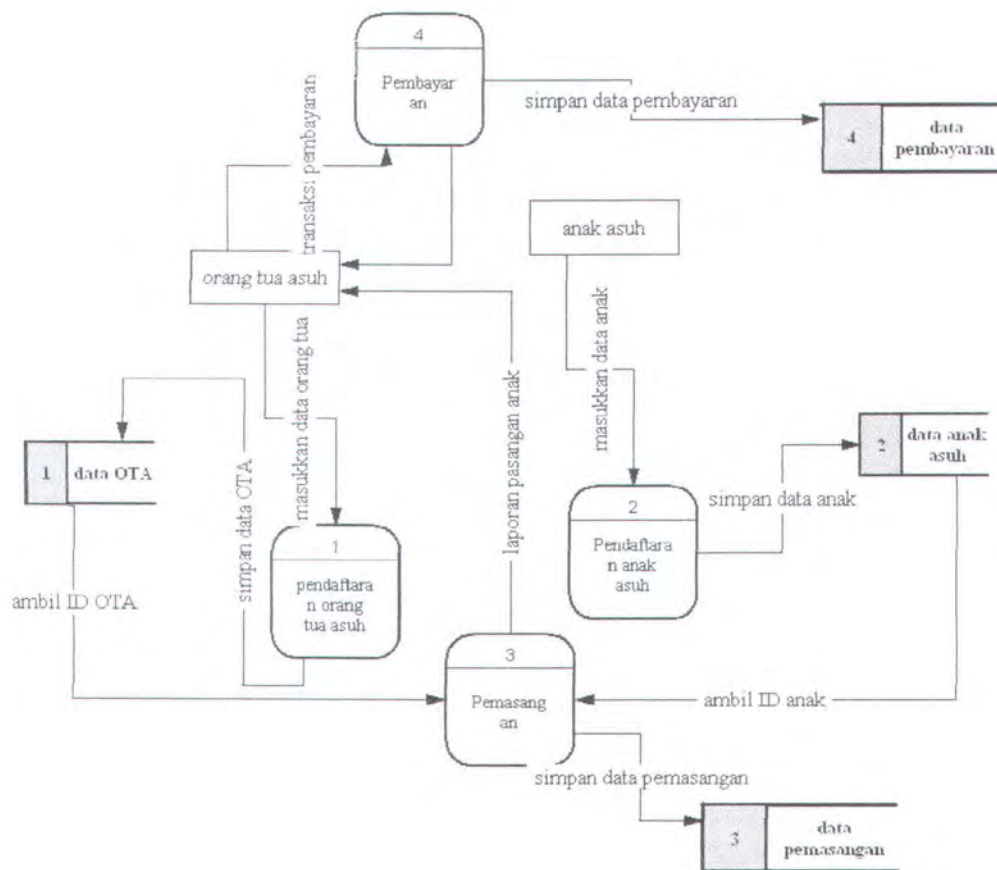 4
Pembayar
an
simpan data pembayaran
4
data
pembayaran
transaksi pembayaran
anak asuh
orang tua asuh
masukkan data anak
masukkan data orang tua
laporan pasangan anak
simpan data OTA
1
data OTA
2
data anak
asuh
simpan data anak
2
Pendaftara
n anak
asuh
1
pendaftara
n orang
tua asuh
ambil ID OTA
3
Pemasang
an
ambil ID anak
simpan data pemasangan
3
data
pemasangan